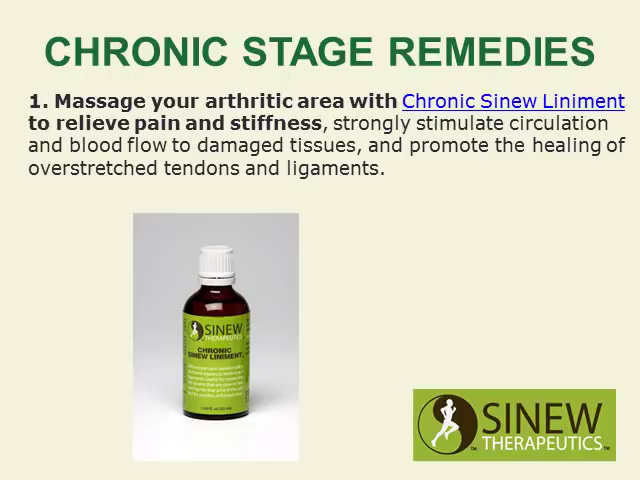 CHRONIC STAGE REMEDIES
1. Massage your arthritic area with Chronic Sinew Liniment
to relieve pain and stiffness, strongly stimulate circulation
and blood flow to damaged tissues, and promote the healing of
overstretched tendons and ligaments.
SINEW
THERAPEUTICS
CHRONIC
SINEW LINIMENT
SINEW
THERAPEUTICS™